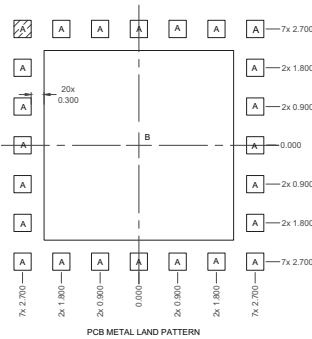 A A A A A A A 7x 2.700
A A 2x 1.800
20x
0.300
A A 2x 0.900
A B A 0.000
A A 2x 0.900
A A 2x 1.800
A A A A A A A 7x 2.700
7x 2.700 2x 1.800 2x 0.900 0.000 2x 0.900 2x 1.800 7x 2.700
PCB METAL LAND PATTERN